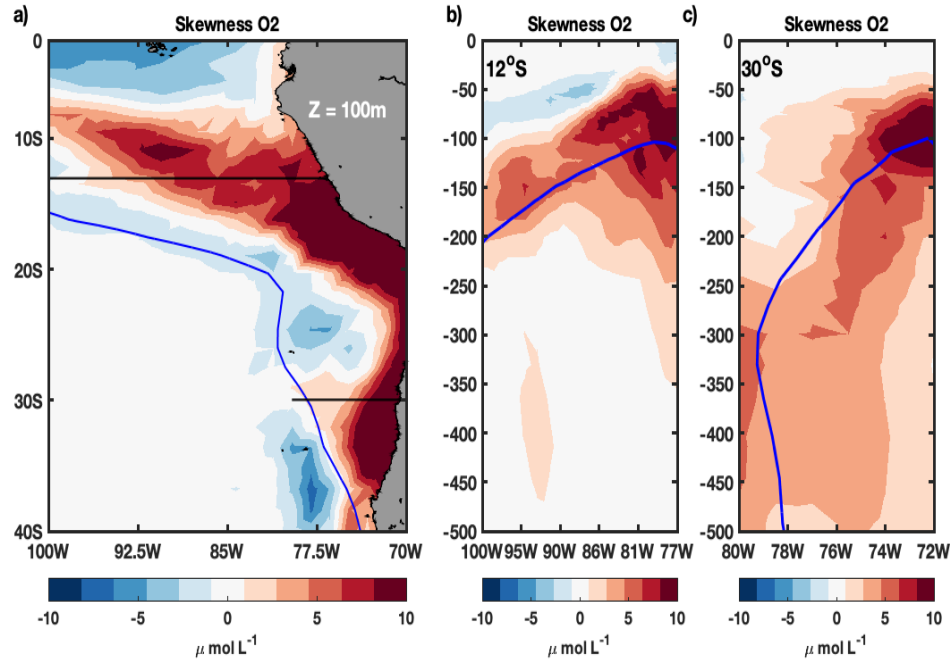 a)
Skewness O2
0
10S
20S
30S
40S
Z = 100m
100W 92.5W 85W 77.5W 70W
-10 -5 0 5 10
μ mol L⁻¹
b)
Skewness O2
12°S
0
-50
-100
-150
-200
-250
-300
-350
-400
-450
-500
100W 95W 90W 86W 81W 77W
-10 -5 0 5 10
μ mol L⁻¹
c)
Skewness O2
30°S
0
-50
-100
-150
-200
-250
-300
-350
-400
-450
-500
80W 78W 76W 74W 72W
-10 -5 0 5 10
μ mol L⁻¹